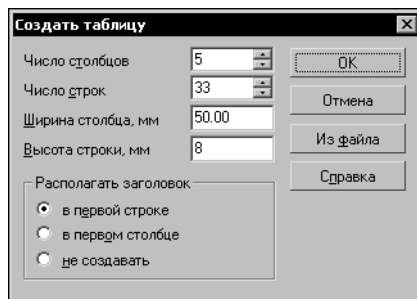 Создать таблицу
Число столбцов 5
Число строк 33
Ширина столбца, мм 50.00
Высота строки, мм 8
Располагать заголовок
в первой строке
в первом столбце
не создавать
OK
Отмена
Из файла
Справка